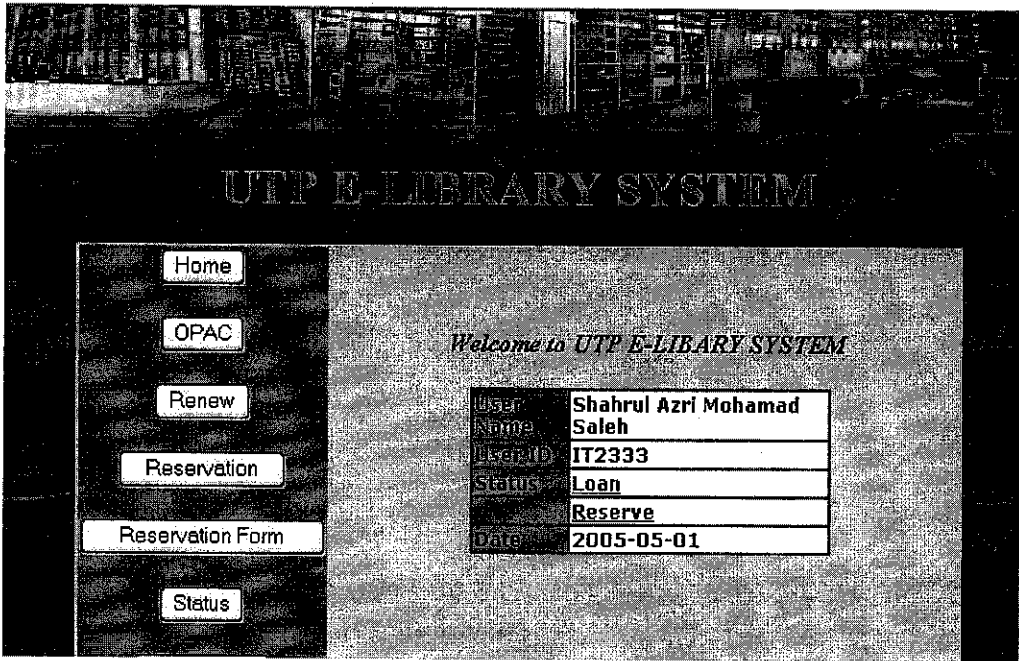 UTP E-LIBRARY SYSTEM
Home
OPAC
Renew
Reservation
Reservation Form
Status
Welcome to UTP E-LIBARY SYSTEM
User Name Shahrul Azri Mohamad Saleh
User ID IT2333
Status Loan
Reserve
Date 2005-05-01